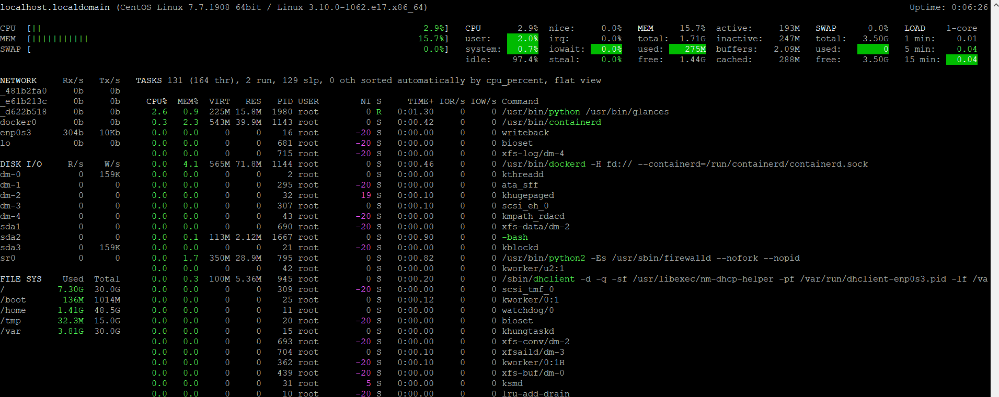 localhost.localdomain (CentOS Linux 7.7.1908 64bit / Linux 3.10.0-1062.el7.x86_64) Uptime: 0:06:26
CPU [|| 2.9%] CPU 2.9% nice: 0.0% MEM 15.7% active: 193M SWAP 0.0% LOAD 1-core
MEM [||||||||||| 15.7%] user: 2.0% irq: 0.0% total: 1.71G inactive: 247M total: 3.50G 1 min: 0.01
SWAP [ 0.0%] system: 0.7% iowait: 0.0% used: 275M buffers: 2.09M used: 0 5 min: 0.04
idle: 97.4% steal: 0.0% free: 1.44G cached: 288M free: 3.50G 15 min: 0.04
NETWORK Rx/s Tx/s TASKS 131 (164 thr), 2 run, 129 slp, 0 oth sorted automatically by cpu_percent, flat view
_481b2fa0 0b 0b
_e61b213c 0b 0b CPU% MEM% VIRT RES PID USER NI S TIME+ IOR/s IOW/s Command
_d622b518 0b 0b 2.6 0.9 225M 15.8M 1980 root 0 R 0:01.30 0 0 /usr/bin/python /usr/bin/glances
docker0 0b 0b 0.3 2.3 543M 39.9M 1143 root 0 S 0:00.42 0 0 /usr/bin/containerd
enp0s3 304b 10Kb 0.0 0.0 0 0 16 root -20 S 0:00.00 0 0 writeback
lo 0b 0b 0.0 0.0 0 0 681 root -20 S 0:00.00 0 0 bioset
0.0 0.0 0 0 715 root -20 S 0:00.00 0 0 xfs-log/dm-4
DISK I/O R/s W/s 0.0 4.1 565M 71.8M 1144 root 0 S 0:00.46 0 0 /usr/bin/dockerd -H fd:// --containerd=/run/containerd/containerd.sock
dm-0 0 159K 0.0 0.0 0 0 2 root 0 S 0:00.00 0 0 kthreadd
dm-1 0 0 0.0 0.0 0 0 295 root -20 S 0:00.00 0 0 ata_sff
dm-2 0 0 0.0 0.0 0 0 32 root 19 S 0:00.10 0 0 khugepaged
dm-3 0 0 0.0 0.0 0 0 307 root 0 S 0:00.10 0 0 scsi_eh_0
dm-4 0 0 0.0 0.0 0 0 43 root -20 S 0:00.00 0 0 kmpath_rdacd
sda1 0 0 0.0 0.0 0 0 690 root -20 S 0:00.00 0 0 xfs-data/dm-2
sda2 0 0 0.0 0.1 113M 2.12M 1667 root 0 S 0:00.90 0 0 -bash
sda3 0 159K 0.0 0.0 0 0 21 root -20 S 0:00.00 0 0 kblockd
sr0 0 0 0.0 1.7 350M 28.9M 795 root 0 S 0:00.82 0 0 /usr/bin/python2 -Es /usr/sbin/firewalld --nofork --nopid
0.0 0.0 0 0 42 root 0 S 0:00.00 0 0 kworker/u2:1
FILE SYS Used Total 0.0 0.3 100M 5.36M 945 root 0 S 0:00.20 0 0 /sbin/dhclient -d -q -sf /usr/libexec/nm-dhcp-helper -pf /var/run/dhclient-enp0s3.pid -lf /va
/ 7.30G 30.0G 0.0 0.0 0 0 309 root -20 S 0:00.00 0 0 scsi_tmf_0
/boot 136M 1014M 0.0 0.0 0 0 25 root 0 S 0:00.12 0 0 kworker/0:1
/home 1.41G 48.5G 0.0 0.0 0 0 11 root 0 S 0:00.00 0 0 watchdog/0
/tmp 32.3M 15.0G 0.0 0.0 0 0 20 root -20 S 0:00.00 0 0 bioset
/var 3.81G 30.0G 0.0 0.0 0 0 15 root 0 S 0:00.00 0 0 khungtaskd
0.0 0.0 0 0 693 root -20 S 0:00.00 0 0 xfs-conv/dm-2
0.0 0.0 0 0 704 root 0 S 0:00.10 0 0 xfsaild/dm-3
0.0 0.0 0 0 362 root -20 S 0:00.10 0 0 kworker/0:1H
0.0 0.0 0 0 439 root -20 S 0:00.00 0 0 xfs-buf/dm-0
0.0 0.0 0 0 31 root 5 S 0:00.00 0 0 ksmd
0.0 0.0 0 0 10 root -20 S 0:00.00 0 0 lru-add-drain